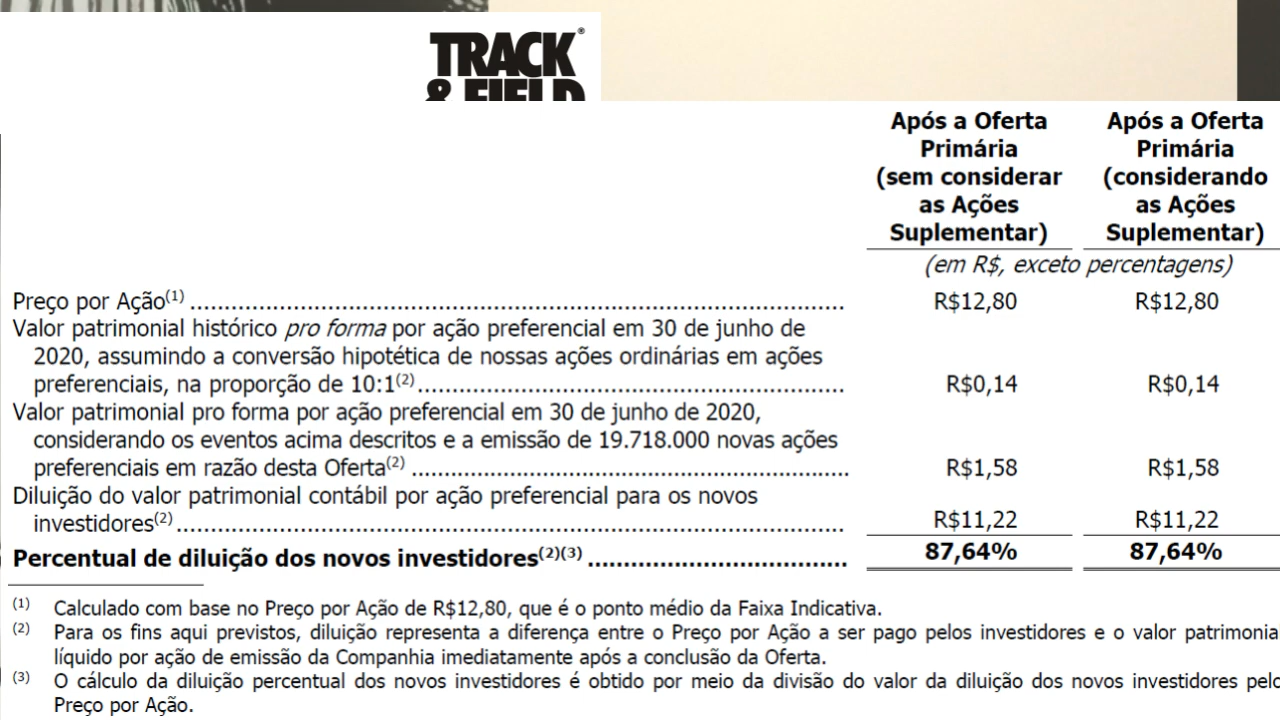 TRACK®
& FIELD
Após a Oferta Primária (sem considerar as Ações Suplementar)
Após a Oferta Primária (considerando as Ações Suplementar)
(em R$, exceto percentagens)
Preço por Ação(1) ........ R$12,80 R$12,80
Valor patrimonial histórico pro forma por ação preferencial em 30 de junho de
2020, assumindo a conversão hipotética de nossas ações ordinárias em ações
preferenciais, na proporção de 10:1(2) ........ R$0,14 R$0,14
Valor patrimonial pro forma por ação preferencial em 30 de junho de 2020,
considerando os eventos acima descritos e a emissão de 19.718.000 novas ações
preferenciais em razão desta Oferta(2) ........ R$1,58 R$1,58
Diluição do valor patrimonial contábil por ação preferencial para os novos
investidores(2) ........ R$11,22 R$11,22
Percentual de diluição dos novos investidores(2)(3) ........ 87,64% 87,64%
(1) Calculado com base no Preço por Ação de R$12,80, que é o ponto médio da Faixa Indicativa.
(2) Para os fins aqui previstos, diluição representa a diferença entre o Preço por Ação a ser pago pelos investidores e o valor patrimonial
líquido por ação de emissão da Companhia imediatamente após a conclusão da Oferta.
(3) O cálculo da diluição percentual dos novos investidores é obtido por meio da divisão do valor da diluição dos novos investidores pelo
Preço por Ação.